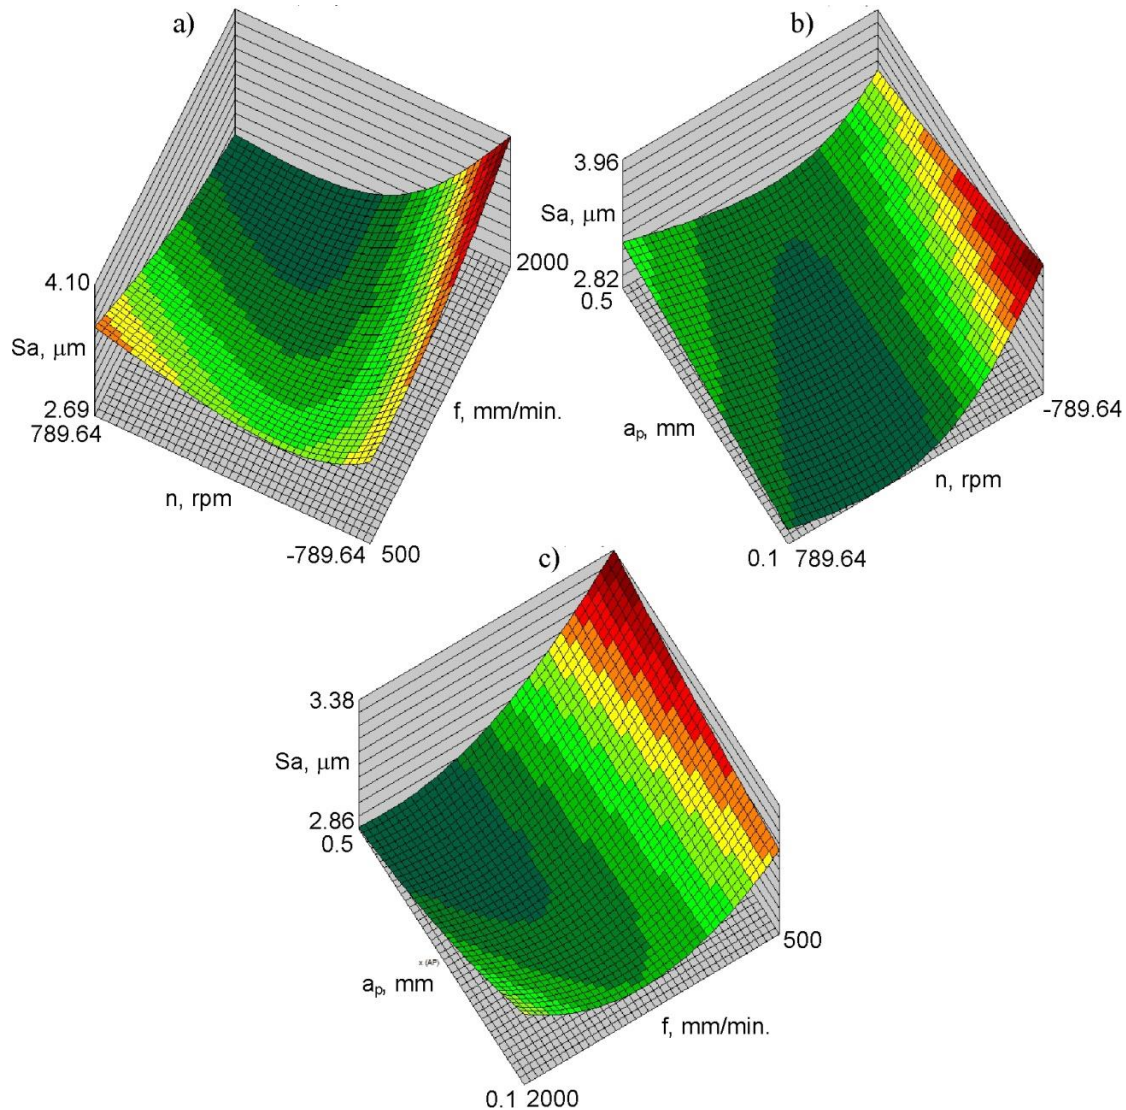 a)
4.10
Sa, μm
2.69
789.64
n, rpm
-789.64
500
f, mm/min.
2000
b)
3.96
Sa, μm
2.82
0.5
aₚ, mm
0.1
789.64
n, rpm
-789.64
c)
3.38
Sa, μm
2.86
0.5
x (AP)
aₚ, mm
0.1
2000
f, mm/min.
500